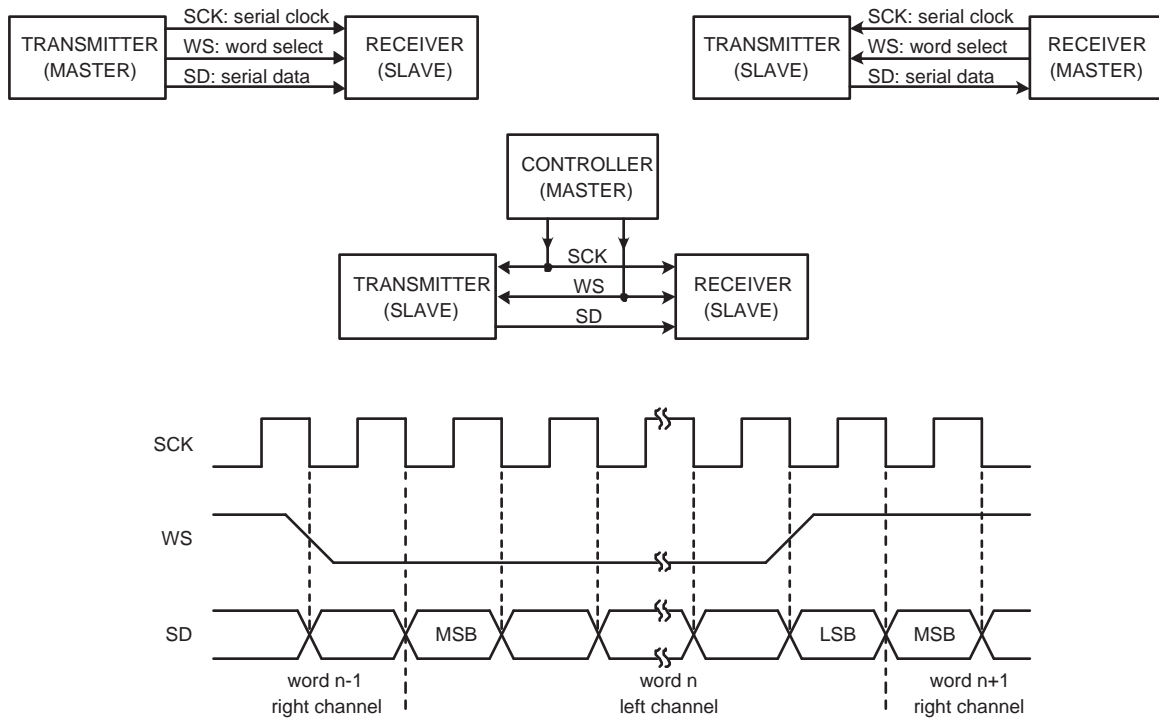 SCK: serial clock
TRANSMITTER
(MASTER)
WS: word select
RECEIVER
(SLAVE)
SD: serial data
SCK: serial clock
TRANSMITTER
(SLAVE)
WS: word select
RECEIVER
(MASTER)
SD: serial data
CONTROLLER
(MASTER)
SCK
TRANSMITTER
(SLAVE)
WS
RECEIVER
(SLAVE)
SD
SCK
WS
SD
MSB
LSB
MSB
word n-1
right channel
word n
left channel
word n+1
right channel